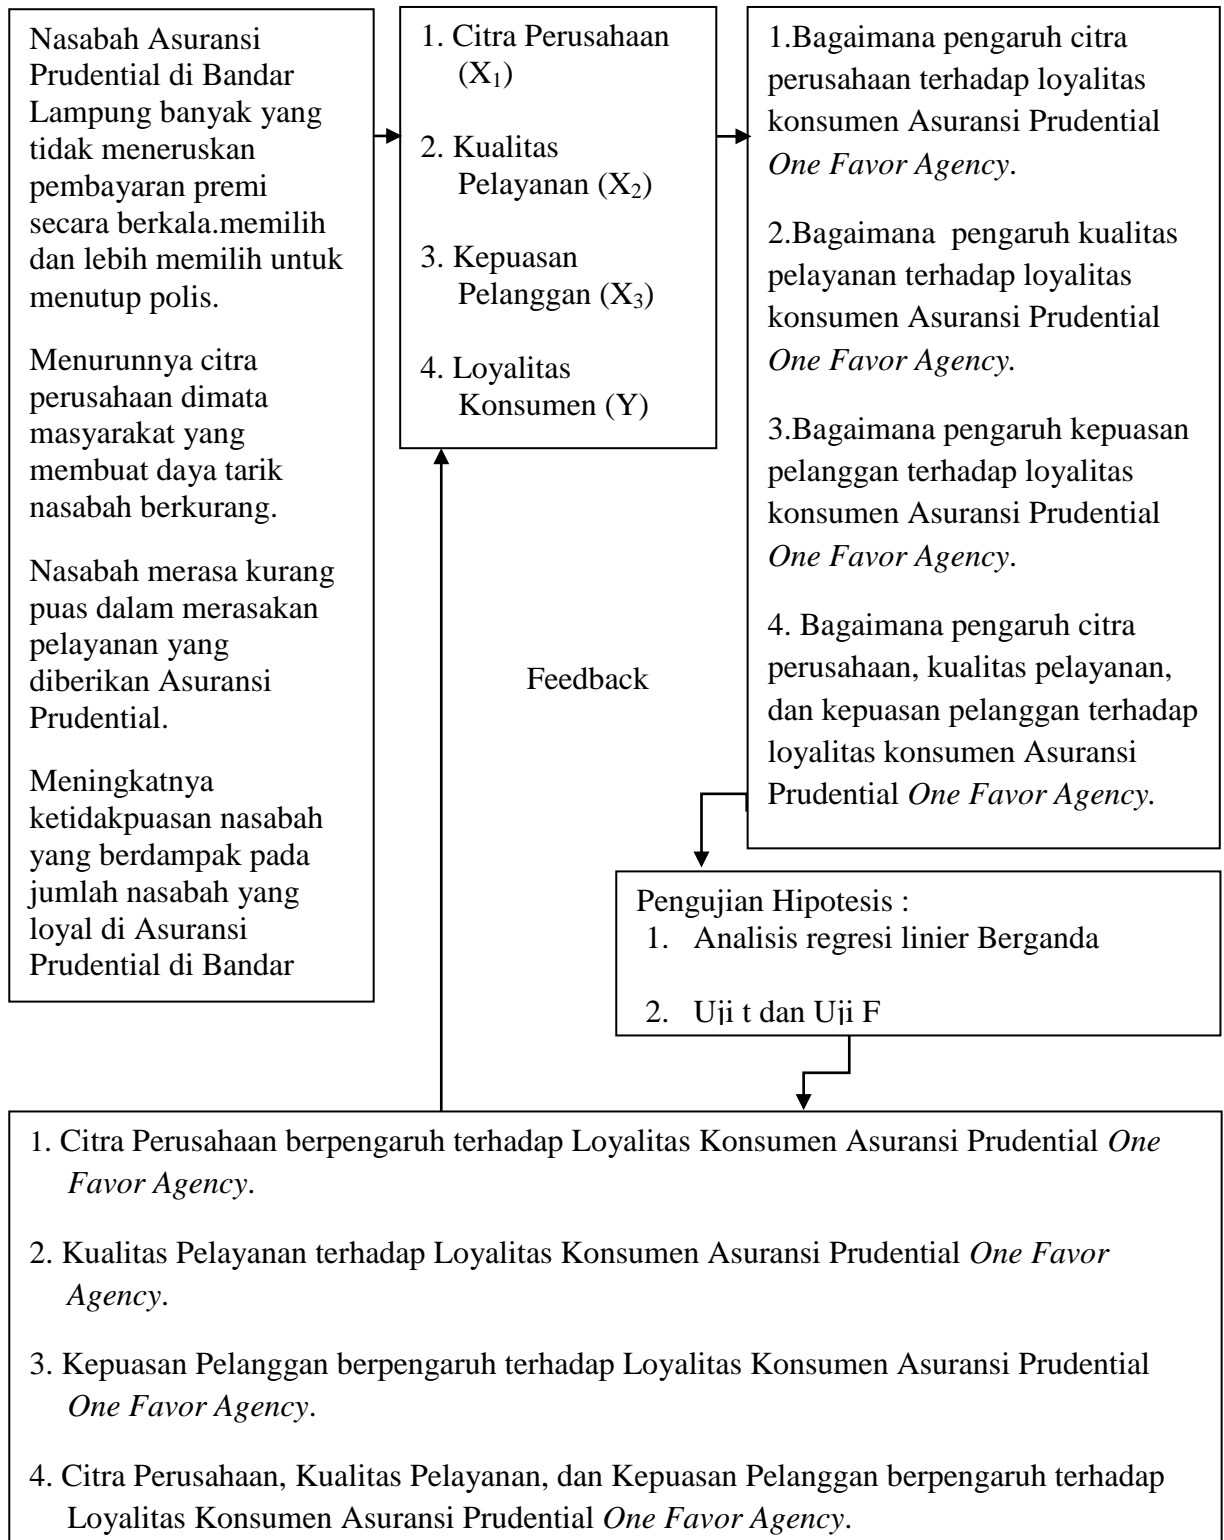 Nasabah Asuransi
Prudential di Bandar
Lampung banyak yang
tidak meneruskan
pembayaran premi
secara berkala.memilih
dan lebih memilih untuk
menutup polis.
Menurunnya citra
perusahaan dimata
masyarakat yang
membuat daya tarik
nasabah berkurang.
Nasabah merasa kurang
puas dalam merasakan
pelayanan yang
diberikan Asuransi
Prudential.
Meningkatnya
ketidakpuasan nasabah
yang berdampak pada
jumlah nasabah yang
loyal di Asuransi
Prudential di Bandar
1. Citra Perusahaan
(X₁)
2. Kualitas
Pelayanan (X₂)
3. Kepuasan
Pelanggan (X₃)
4. Loyalitas
Konsumen (Y)
1.Bagaimana pengaruh citra
perusahaan terhadap loyalitas
konsumen Asuransi Prudential
One Favor Agency.
2.Bagaimana pengaruh kualitas
pelayanan terhadap loyalitas
konsumen Asuransi Prudential
One Favor Agency.
3.Bagaimana pengaruh kepuasan
pelanggan terhadap loyalitas
konsumen Asuransi Prudential
One Favor Agency.
4. Bagaimana pengaruh citra
perusahaan, kualitas pelayanan,
dan kepuasan pelanggan terhadap
loyalitas konsumen Asuransi
Prudential One Favor Agency.
Feedback
Pengujian Hipotesis :
1. Analisis regresi linier Berganda
2. Uji t dan Uji F
1. Citra Perusahaan berpengaruh terhadap Loyalitas Konsumen Asuransi Prudential One
Favor Agency.
2. Kualitas Pelayanan terhadap Loyalitas Konsumen Asuransi Prudential One Favor
Agency.
3. Kepuasan Pelanggan berpengaruh terhadap Loyalitas Konsumen Asuransi Prudential
One Favor Agency.
4. Citra Perusahaan, Kualitas Pelayanan, dan Kepuasan Pelanggan berpengaruh terhadap
Loyalitas Konsumen Asuransi Prudential One Favor Agency.